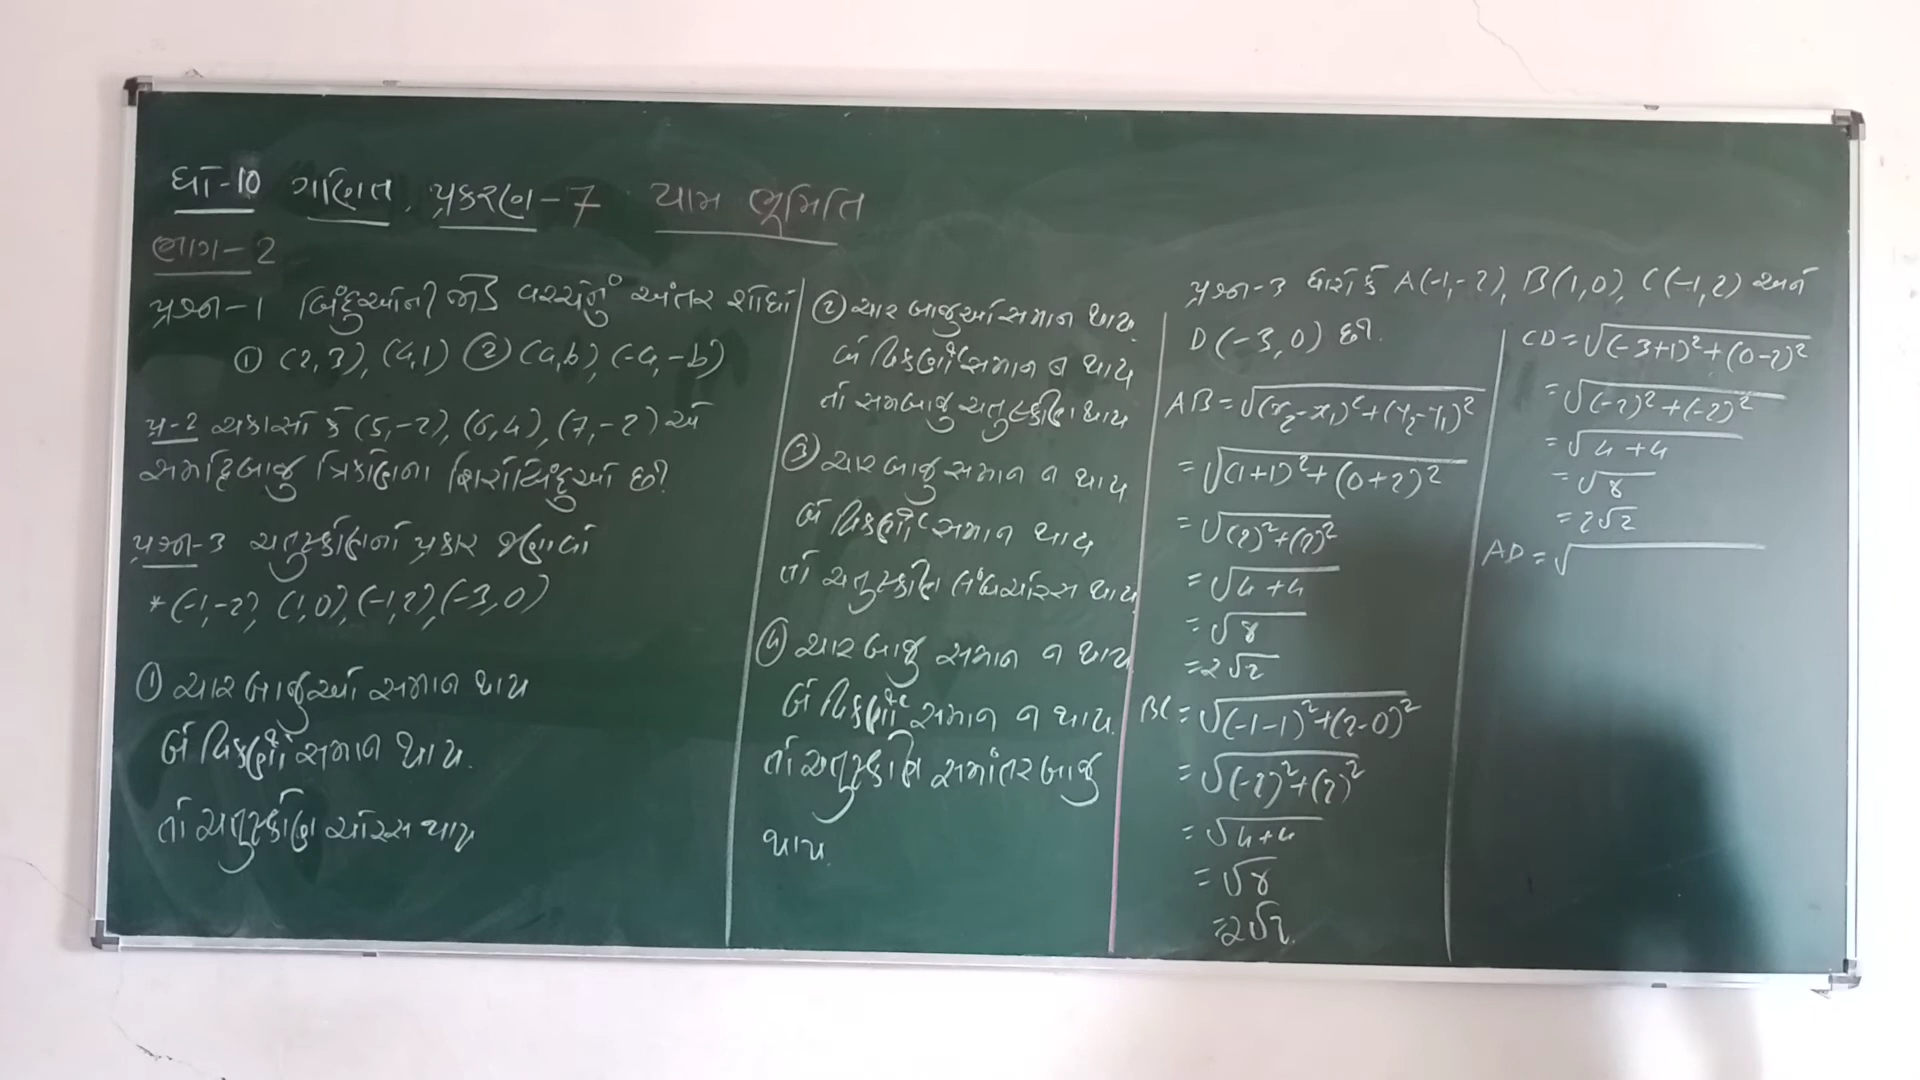 ધો-10 ગણિત, પ્રકરણ-7 યામ ભૂમિતિ
ભાગ-2
પ્રશ્ન-1 બિંદુઓની જોડ વચ્ચેનું અંતર શોધો
① (2,3), (4,1) ② (a,b), (-a,-b)
પ્ર-2 ચકાસો કે (5,-2), (6,4), (7,-2) એ
સમદ્વિબાજુ ત્રિકોણના શિરોબિંદુઓ છે?
પ્રશ્ન-3 ચતુષ્કોણનો પ્રકાર જણાવો
* (-1,-2), (1,0), (-1,2), (-3,0)
① ચાર બાજુઓ સમાન થાય
બે વિકર્ણો સમાન થાય.
તો ચતુષ્કોણ ચોરસ થાય
② ચાર બાજુઓ સમાન થાય
બે વિકર્ણો સમાન ન થાય
તો સમબાજુ ચતુષ્કોણ થાય
③ ચાર બાજુ સમાન ન થાય
બે વિકર્ણો સમાન થાય
તો ચતુષ્કોણ લંબચોરસ થાય
④ ચાર બાજુ સમાન ન થાય
બે વિકર્ણો સમાન ન થાય.
તો ચતુષ્કોણ સમાંતર બાજુ
થાય.
પ્રશ્ન-3 ધારો કે A(-1,-2), B(1,0), C(-1,2) અને
D(-3,0) છે.
AB = √(x₂-x₁)²+(y₂-y₁)²
= √(1+1)²+(0+2)²
= √(2)²+(2)²
= √4+4
= √8
= 2√2
BC = √(-1-1)²+(2-0)²
= √(-2)²+(2)²
= √4+4
= √8
= 2√2.
CD = √(-3+1)²+(0-2)²
= √(-2)²+(-2)²
= √4+4
= √8
= 2√2
AD = √